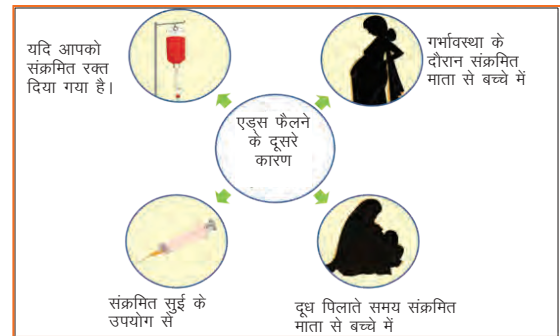 यदि आपको
संक्रमित रक्त
दिया गया है।
गर्भावस्था के
दौरान संक्रमित
माता से बच्चे में
एड्स फैलने
के दूसरे
कारण
संक्रमित सुई के
उपयोग से
दूध पिलाते समय संक्रमित
माता से बच्चे में